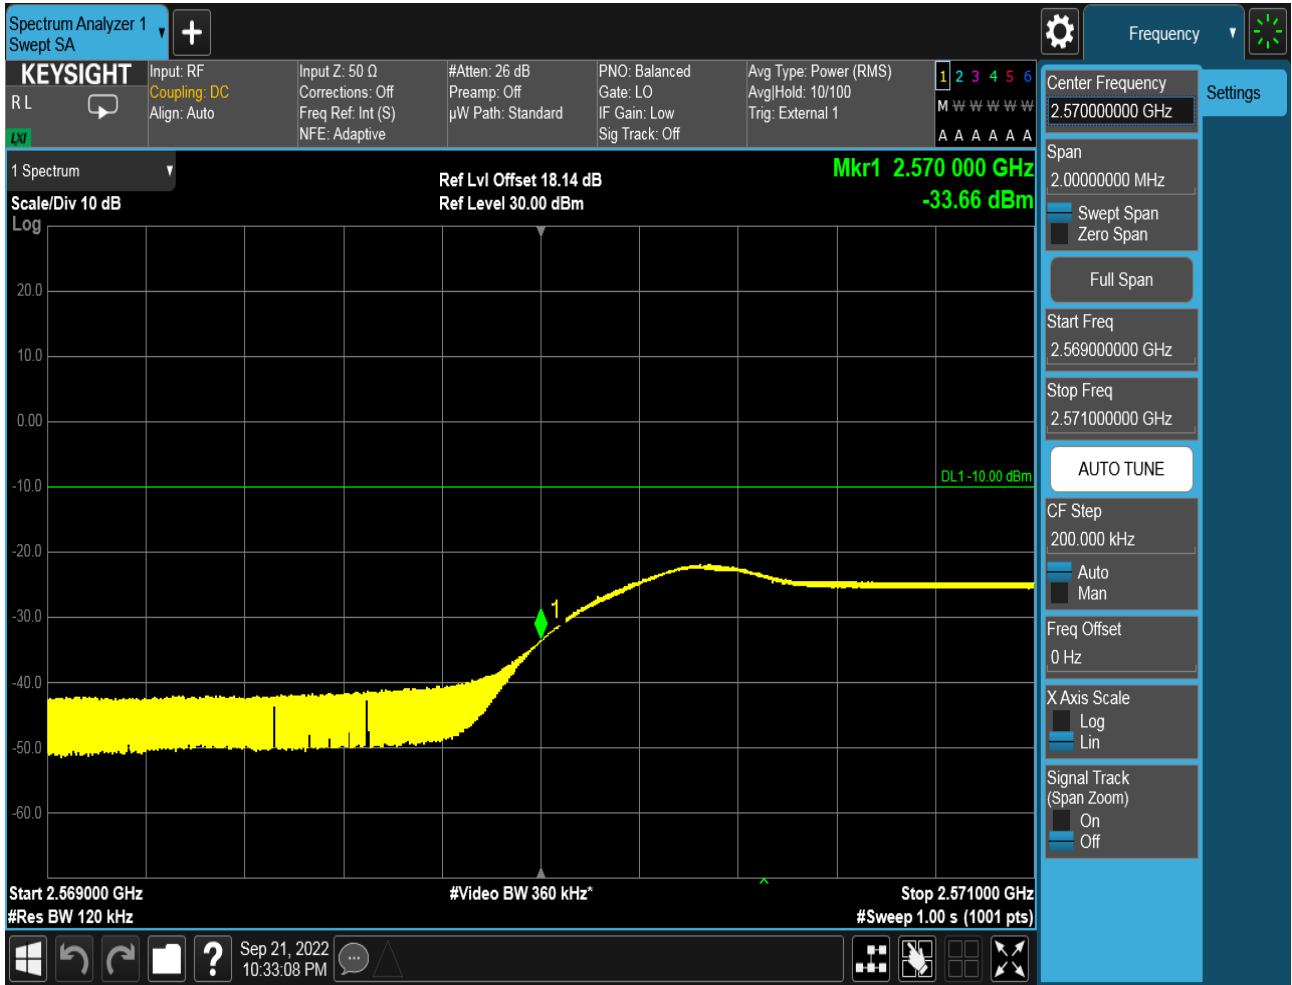 Spectrum Analyzer 1
Swept SA
Frequency
KEYSIGHT
R L
LXI
Input: RF
Coupling: DC
Align: Auto
Input Z: 50 Ω
Corrections: Off
Freq Ref: Int (S)
NFE: Adaptive
#Atten: 26 dB
Preamp: Off
µW Path: Standard
PNO: Balanced
Gate: LO
IF Gain: Low
Sig Track: Off
Avg Type: Power (RMS)
Avg|Hold: 10/100
Trig: External 1
1 2 3 4 5 6
M W W W W W
A A A A A A
1 Spectrum
Scale/Div 10 dB
Log
Ref Lvl Offset 18.14 dB
Ref Level 30.00 dBm
Mkr1 2.570 000 GHz
-33.66 dBm
20.0
10.0
0.00
-10.0
-20.0
-30.0
-40.0
-50.0
-60.0
DL1 -10.00 dBm
1
Start 2.569000 GHz
#Res BW 120 kHz
#Video BW 360 kHz*
Stop 2.571000 GHz
#Sweep 1.00 s (1001 pts)
?
Sep 21, 2022
10:33:08 PM
Center Frequency
2.570000000 GHz
Settings
Span
2.00000000 MHz
Swept Span
Zero Span
Full Span
Start Freq
2.569000000 GHz
Stop Freq
2.571000000 GHz
AUTO TUNE
CF Step
200.000 kHz
Auto
Man
Freq Offset
0 Hz
X Axis Scale
Log
Lin
Signal Track
(Span Zoom)
On
Off